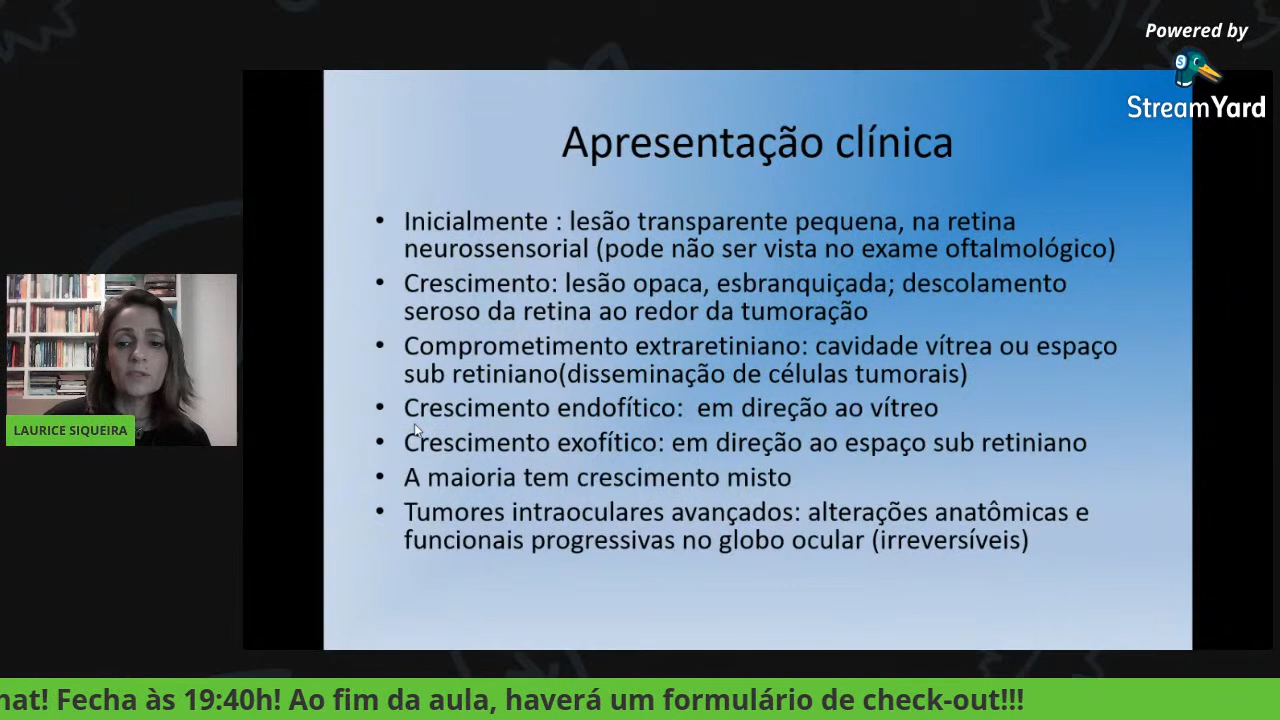 Powered by
StreamYard
Apresentação clínica
• Inicialmente : lesão transparente pequena, na retina
neurossensorial (pode não ser vista no exame oftalmológico)
• Crescimento: lesão opaca, esbranquiçada; descolamento
seroso da retina ao redor da tumoração
• Comprometimento extraretiniano: cavidade vítrea ou espaço
sub retiniano(disseminação de células tumorais)
• Crescimento endofítico: em direção ao vítreo
• Crescimento exofítico: em direção ao espaço sub retiniano
• A maioria tem crescimento misto
• Tumores intraoculares avançados: alterações anatômicas e
funcionais progressivas no globo ocular (irreversíveis)
LAURICE SIQUEIRA
hat! Fecha às 19:40h! Ao fim da aula, haverá um formulário de check-out!!!